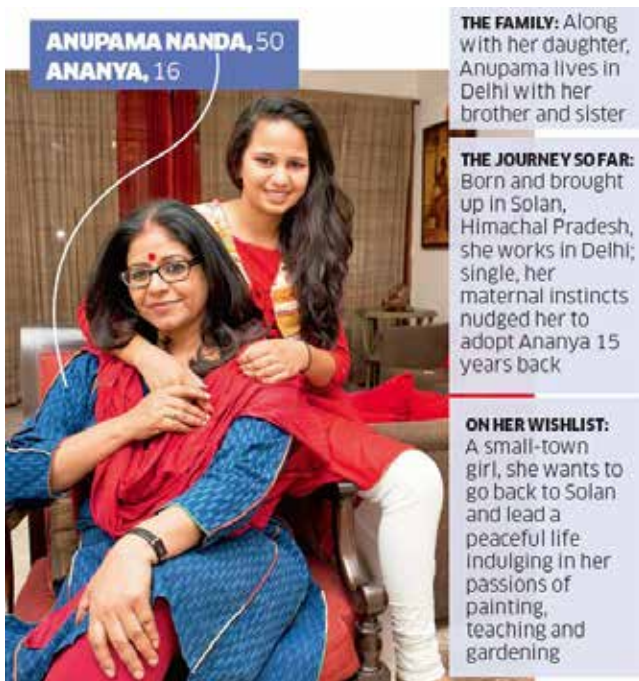 ANUPAMA NANDA, 50
ANANYA, 16
THE FAMILY: Along
with her daughter,
Anupama lives in
Delhi with her
brother and sister
THE JOURNEY SO FAR:
Born and brought
up in Solan,
Himachal Pradesh,
she works in Delhi;
single, her
maternal instincts
nudged her to
adopt Ananya 15
years back
ON HER WISHLIST:
A small-town
girl, she wants to
go back to Solan
and lead a
peaceful life
indulging in her
passions of
painting,
teaching and
gardening